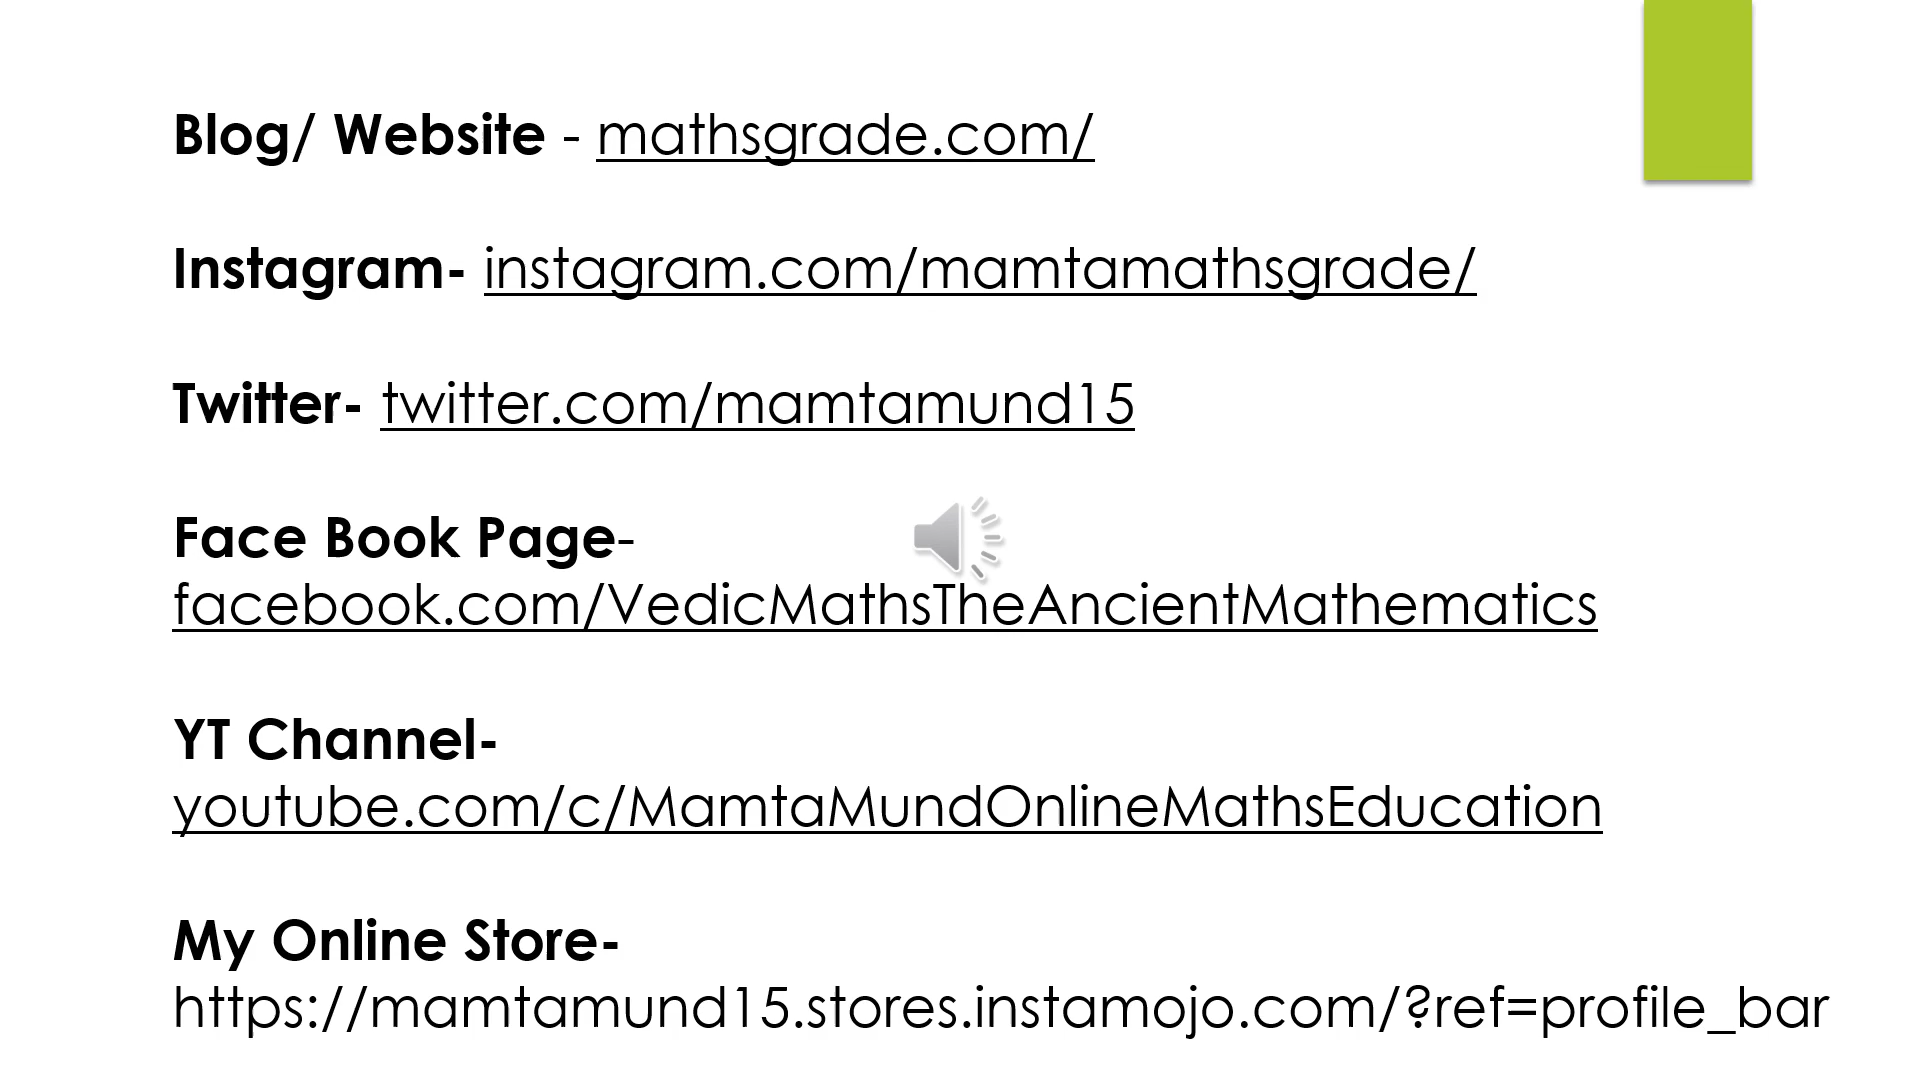 Blog/ Website - mathsgrade.com/
Instagram- instagram.com/mamtamathsgrade/
Twitter- twitter.com/mamtamund15
Face Book Page-
facebook.com/VedicMathsTheAncientMathematics
YT Channel-
youtube.com/c/MamtaMundOnlineMathsEducation
My Online Store-
https://mamtamund15.stores.instamojo.com/?ref=profile_bar